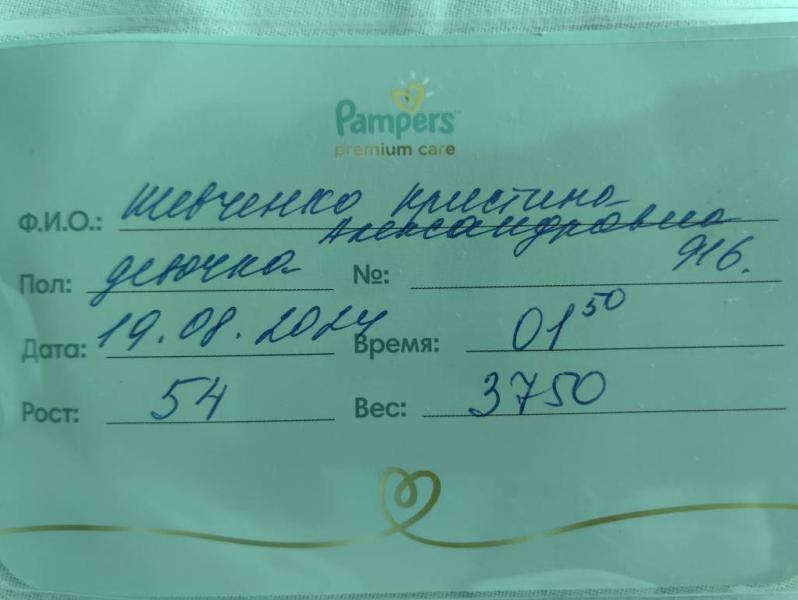 Pampers
premium care
Ф.И.О.: Шевченко Кристина
Александровна
Пол: девочка №: 916.
Дата: 19.08.2024 Время: 01 50
Рост: 54 Вес: 3750